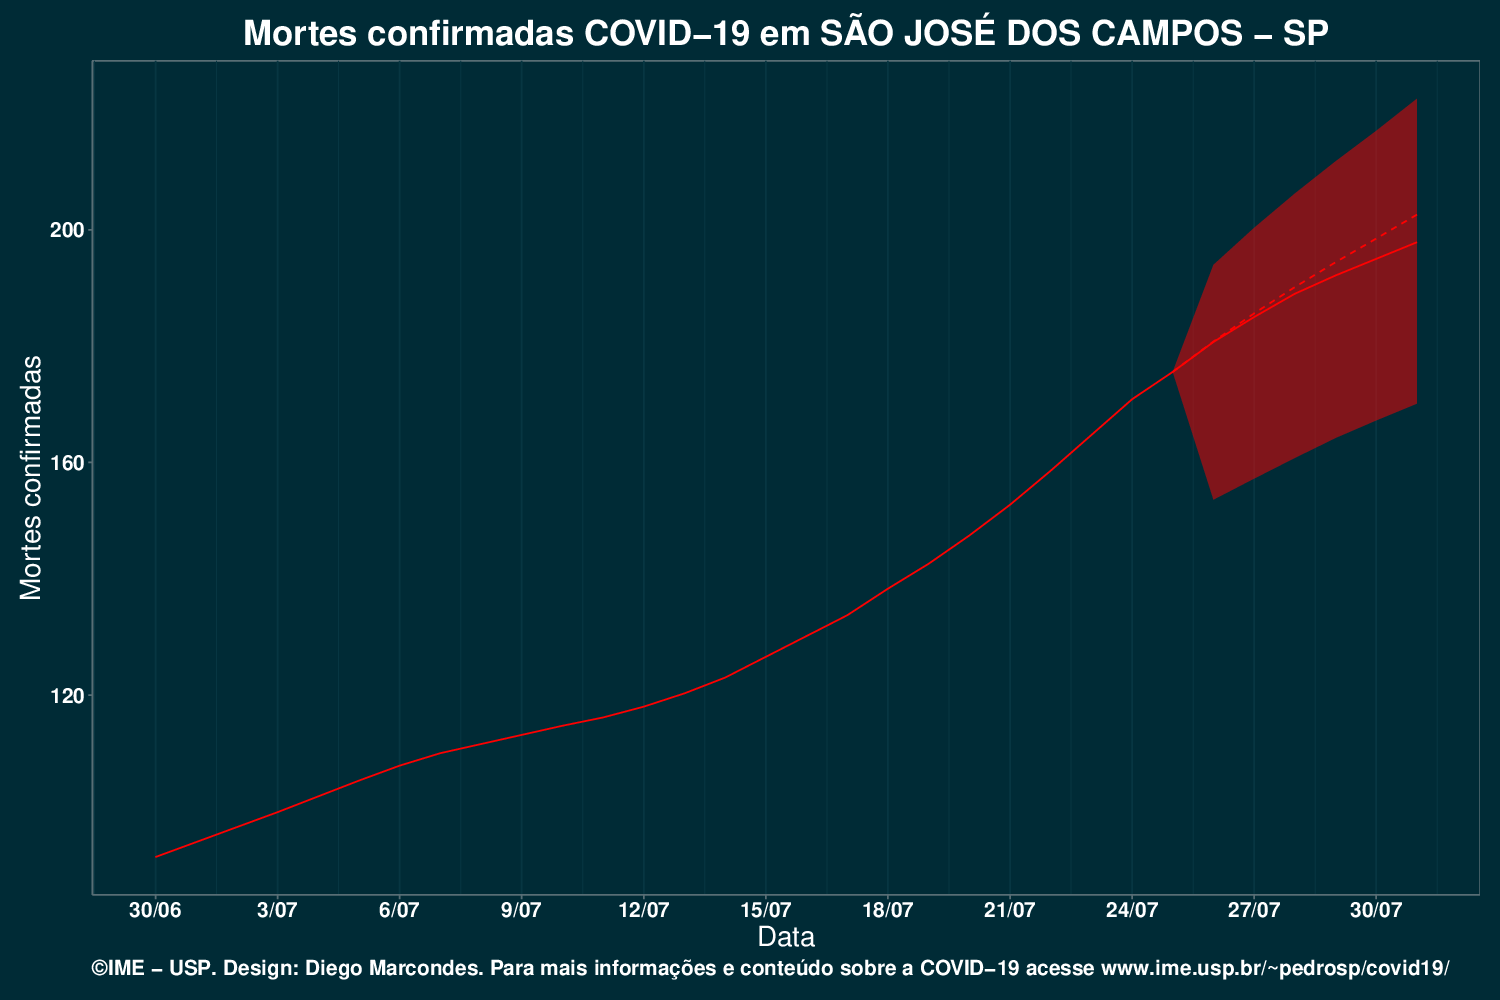 Mortes confirmadas COVID−19 em SÃO JOSÉ DOS CAMPOS − SP
Mortes confirmadas
200
160
120
30/06 3/07 6/07 9/07 12/07 15/07 18/07 21/07 24/07 27/07 30/07
Data
©IME − USP. Design: Diego Marcondes. Para mais informações e conteúdo sobre a COVID−19 acesse www.ime.usp.br/~pedrosp/covid19/